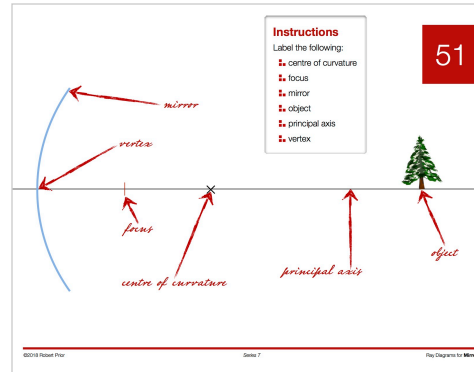 Instructions
Label the following:
centre of curvature
focus
mirror
object
principal axis
vertex
51
mirror
vertex
focus
centre of curvature
principal axis
object
©2018 Robert Prior
Series 7
Ray Diagrams for Mirr